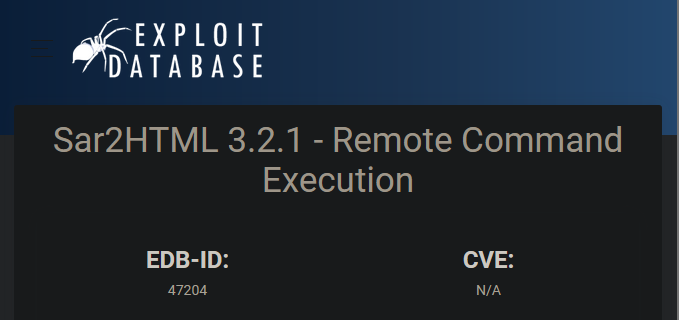 EXPLOIT
DATABASE
Sar2HTML 3.2.1 - Remote Command
Execution
EDB-ID:
47204
CVE:
N/A